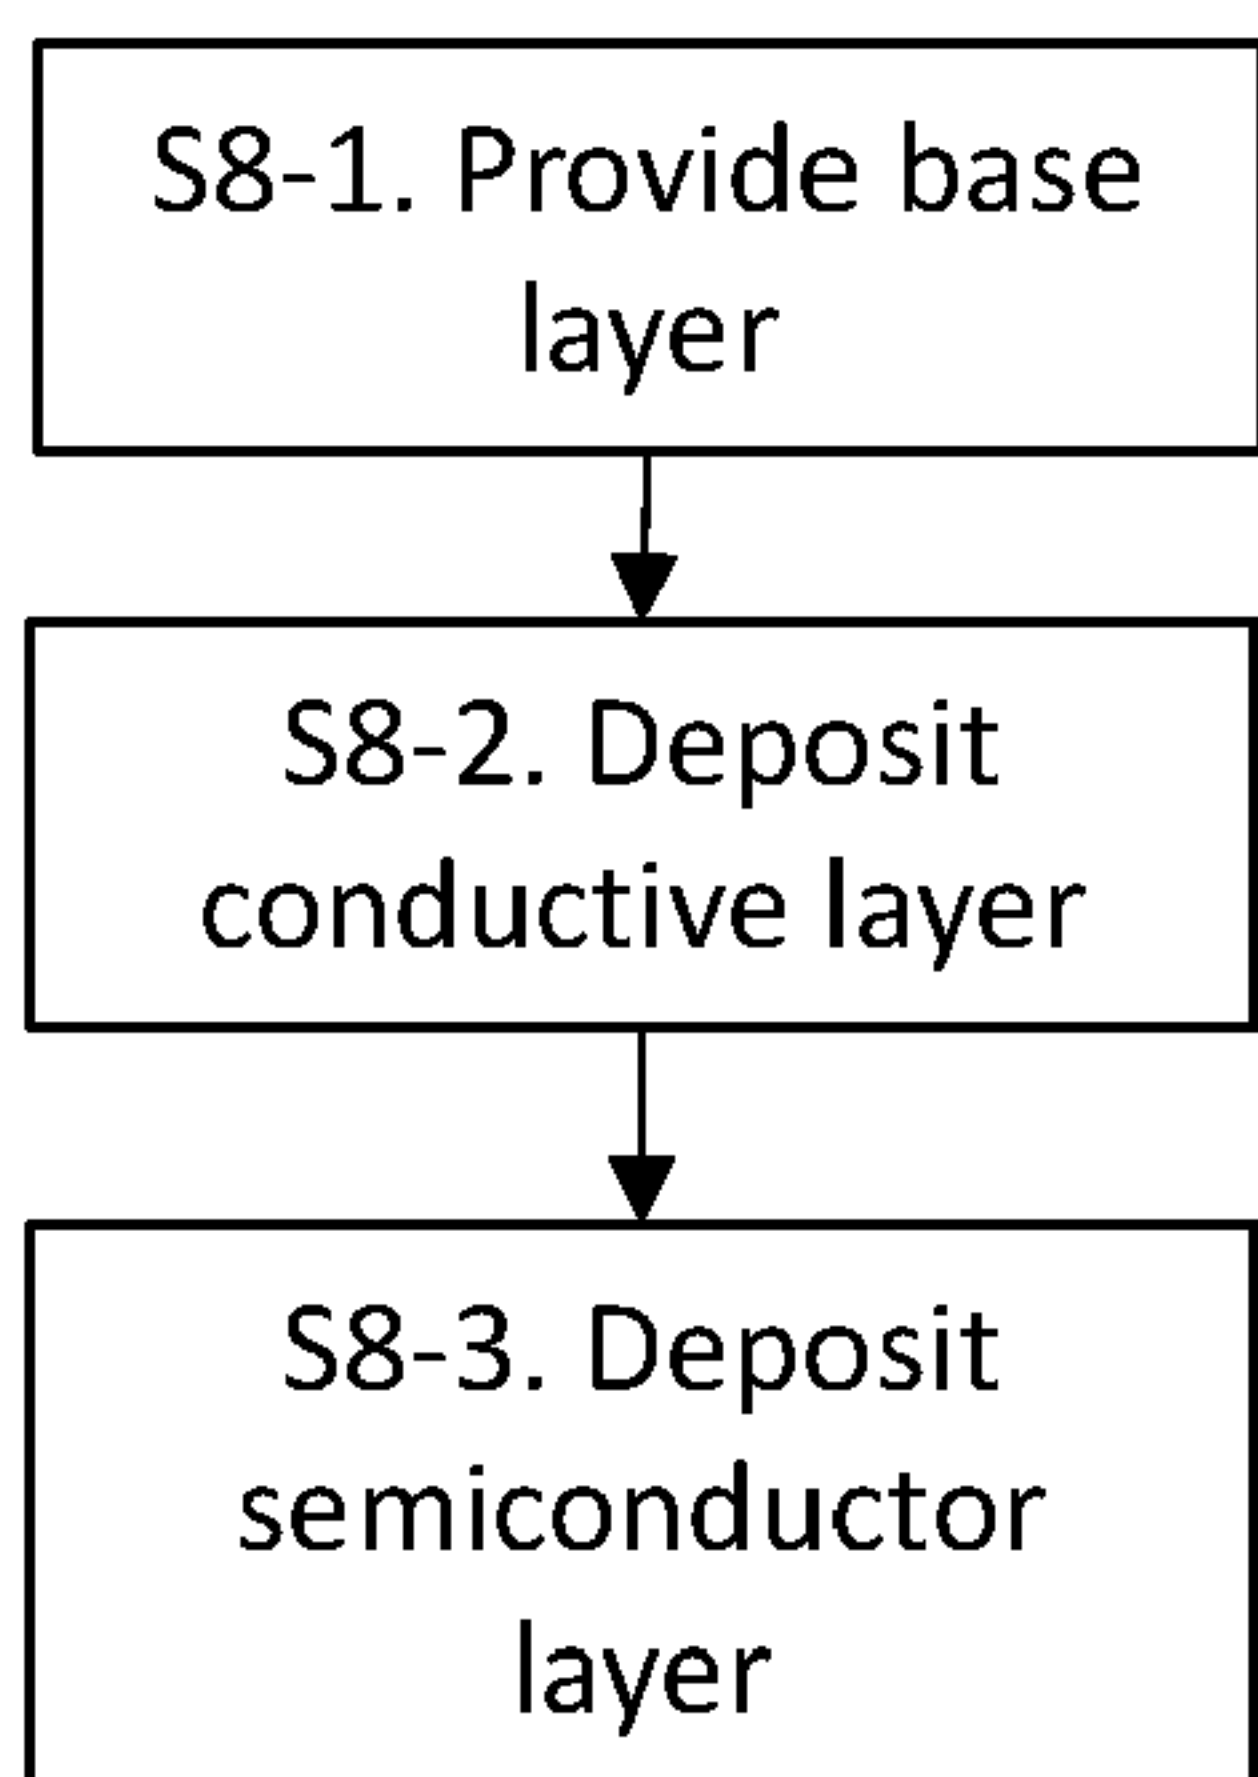 S8-1. Provide base
layer
S8-2. Deposit
conductive layer
S8-3. Deposit
semiconductor
layer